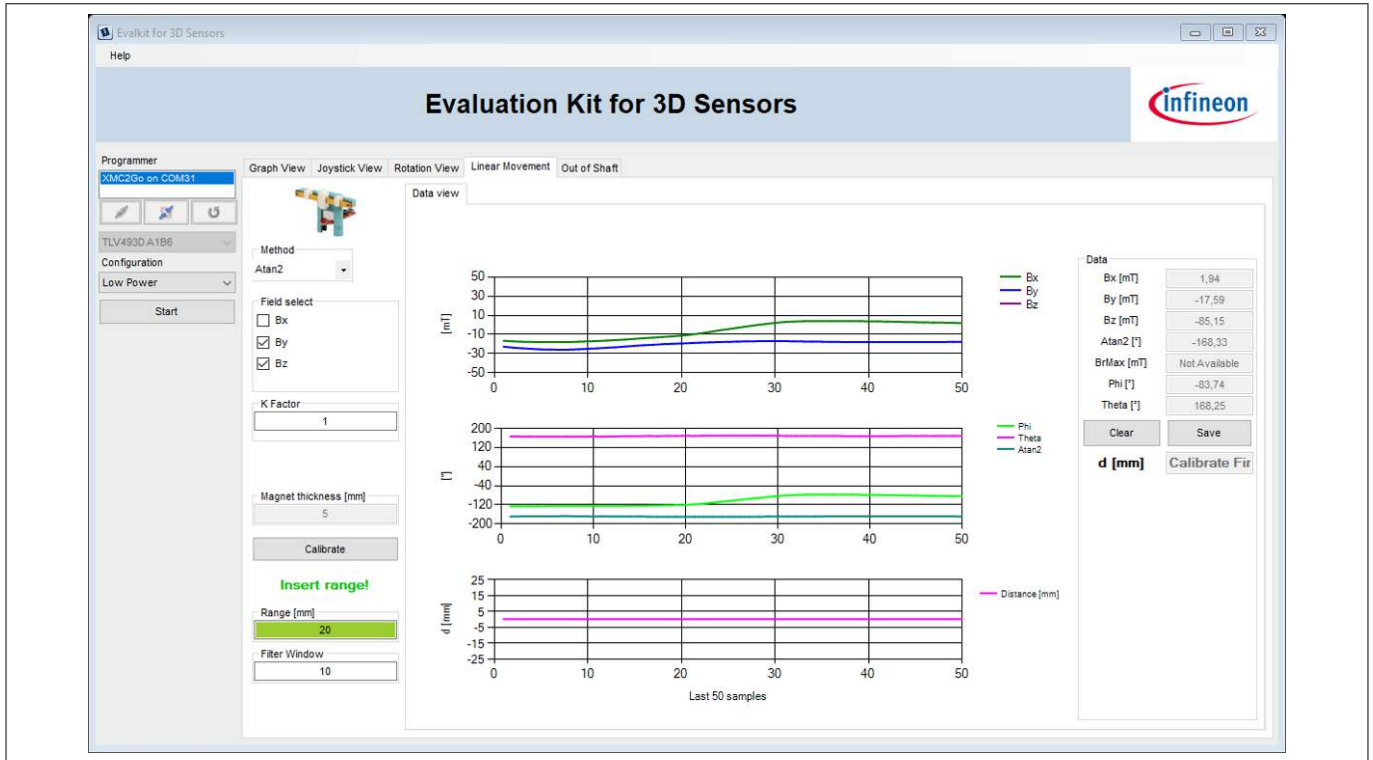 Evalkit for 3D Sensors
Help
Evaluation Kit for 3D Sensors
infineon
Programmer
XMC2Go on COM31
TLV493D A1B6
Configuration
Low Power
Start
Graph View Joystick View Rotation View Linear Movement Out of Shaft
Method
Atan2
Field select
Bx
By
Bz
K Factor
1
Magnet thickness [mm]
5
Calibrate
Insert range!
Range [mm]
20
Filter Window
10
Data view
[mT]
50
30
10
-10
-30
-50
0 10 20 30 40 50
Bx
By
Bz
[°]
200
120
40
-40
-120
-200
0 10 20 30 40 50
Phi
Theta
Atan2
d [mm]
25
15
5
-5
-15
-25
0 10 20 30 40 50
Distance [mm]
Last 50 samples
Data
Bx [mT] 1,94
By [mT] -17,59
Bz [mT] -85,15
Atan2 [°] -168,33
BrMax [mT] Not Available
Phi [°] -83,74
Theta [°] 168,25
Clear Save
d [mm] Calibrate Fir